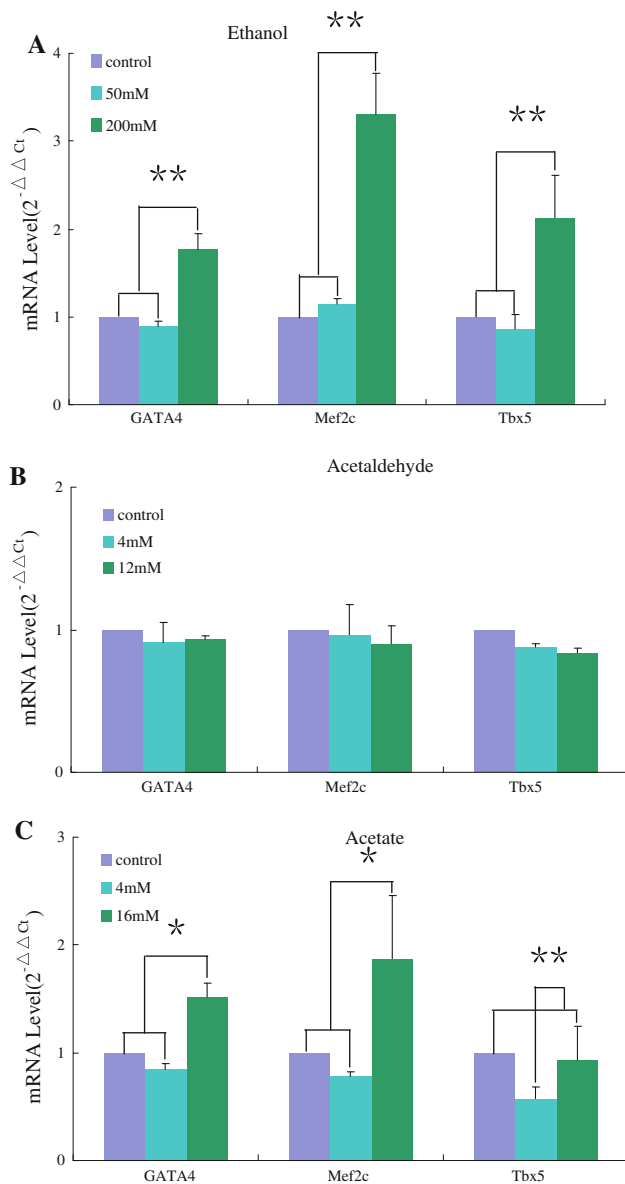 A
Ethanol
**
4
control
50mM
200mM
**
**
3
2
1
0
mRNA Level(2-△△Ct)
GATA4
Mef2c
Tbx5
B
Acetaldehyde
2
control
4mM
12mM
1
0
mRNA Level(2-△△Ct)
GATA4
Mef2c
Tbx5
C
Acetate
3
control
4mM
16mM
*
*
**
2
1
0
mRNA Level(2-△△Ct)
GATA4
Mef2c
Tbx5